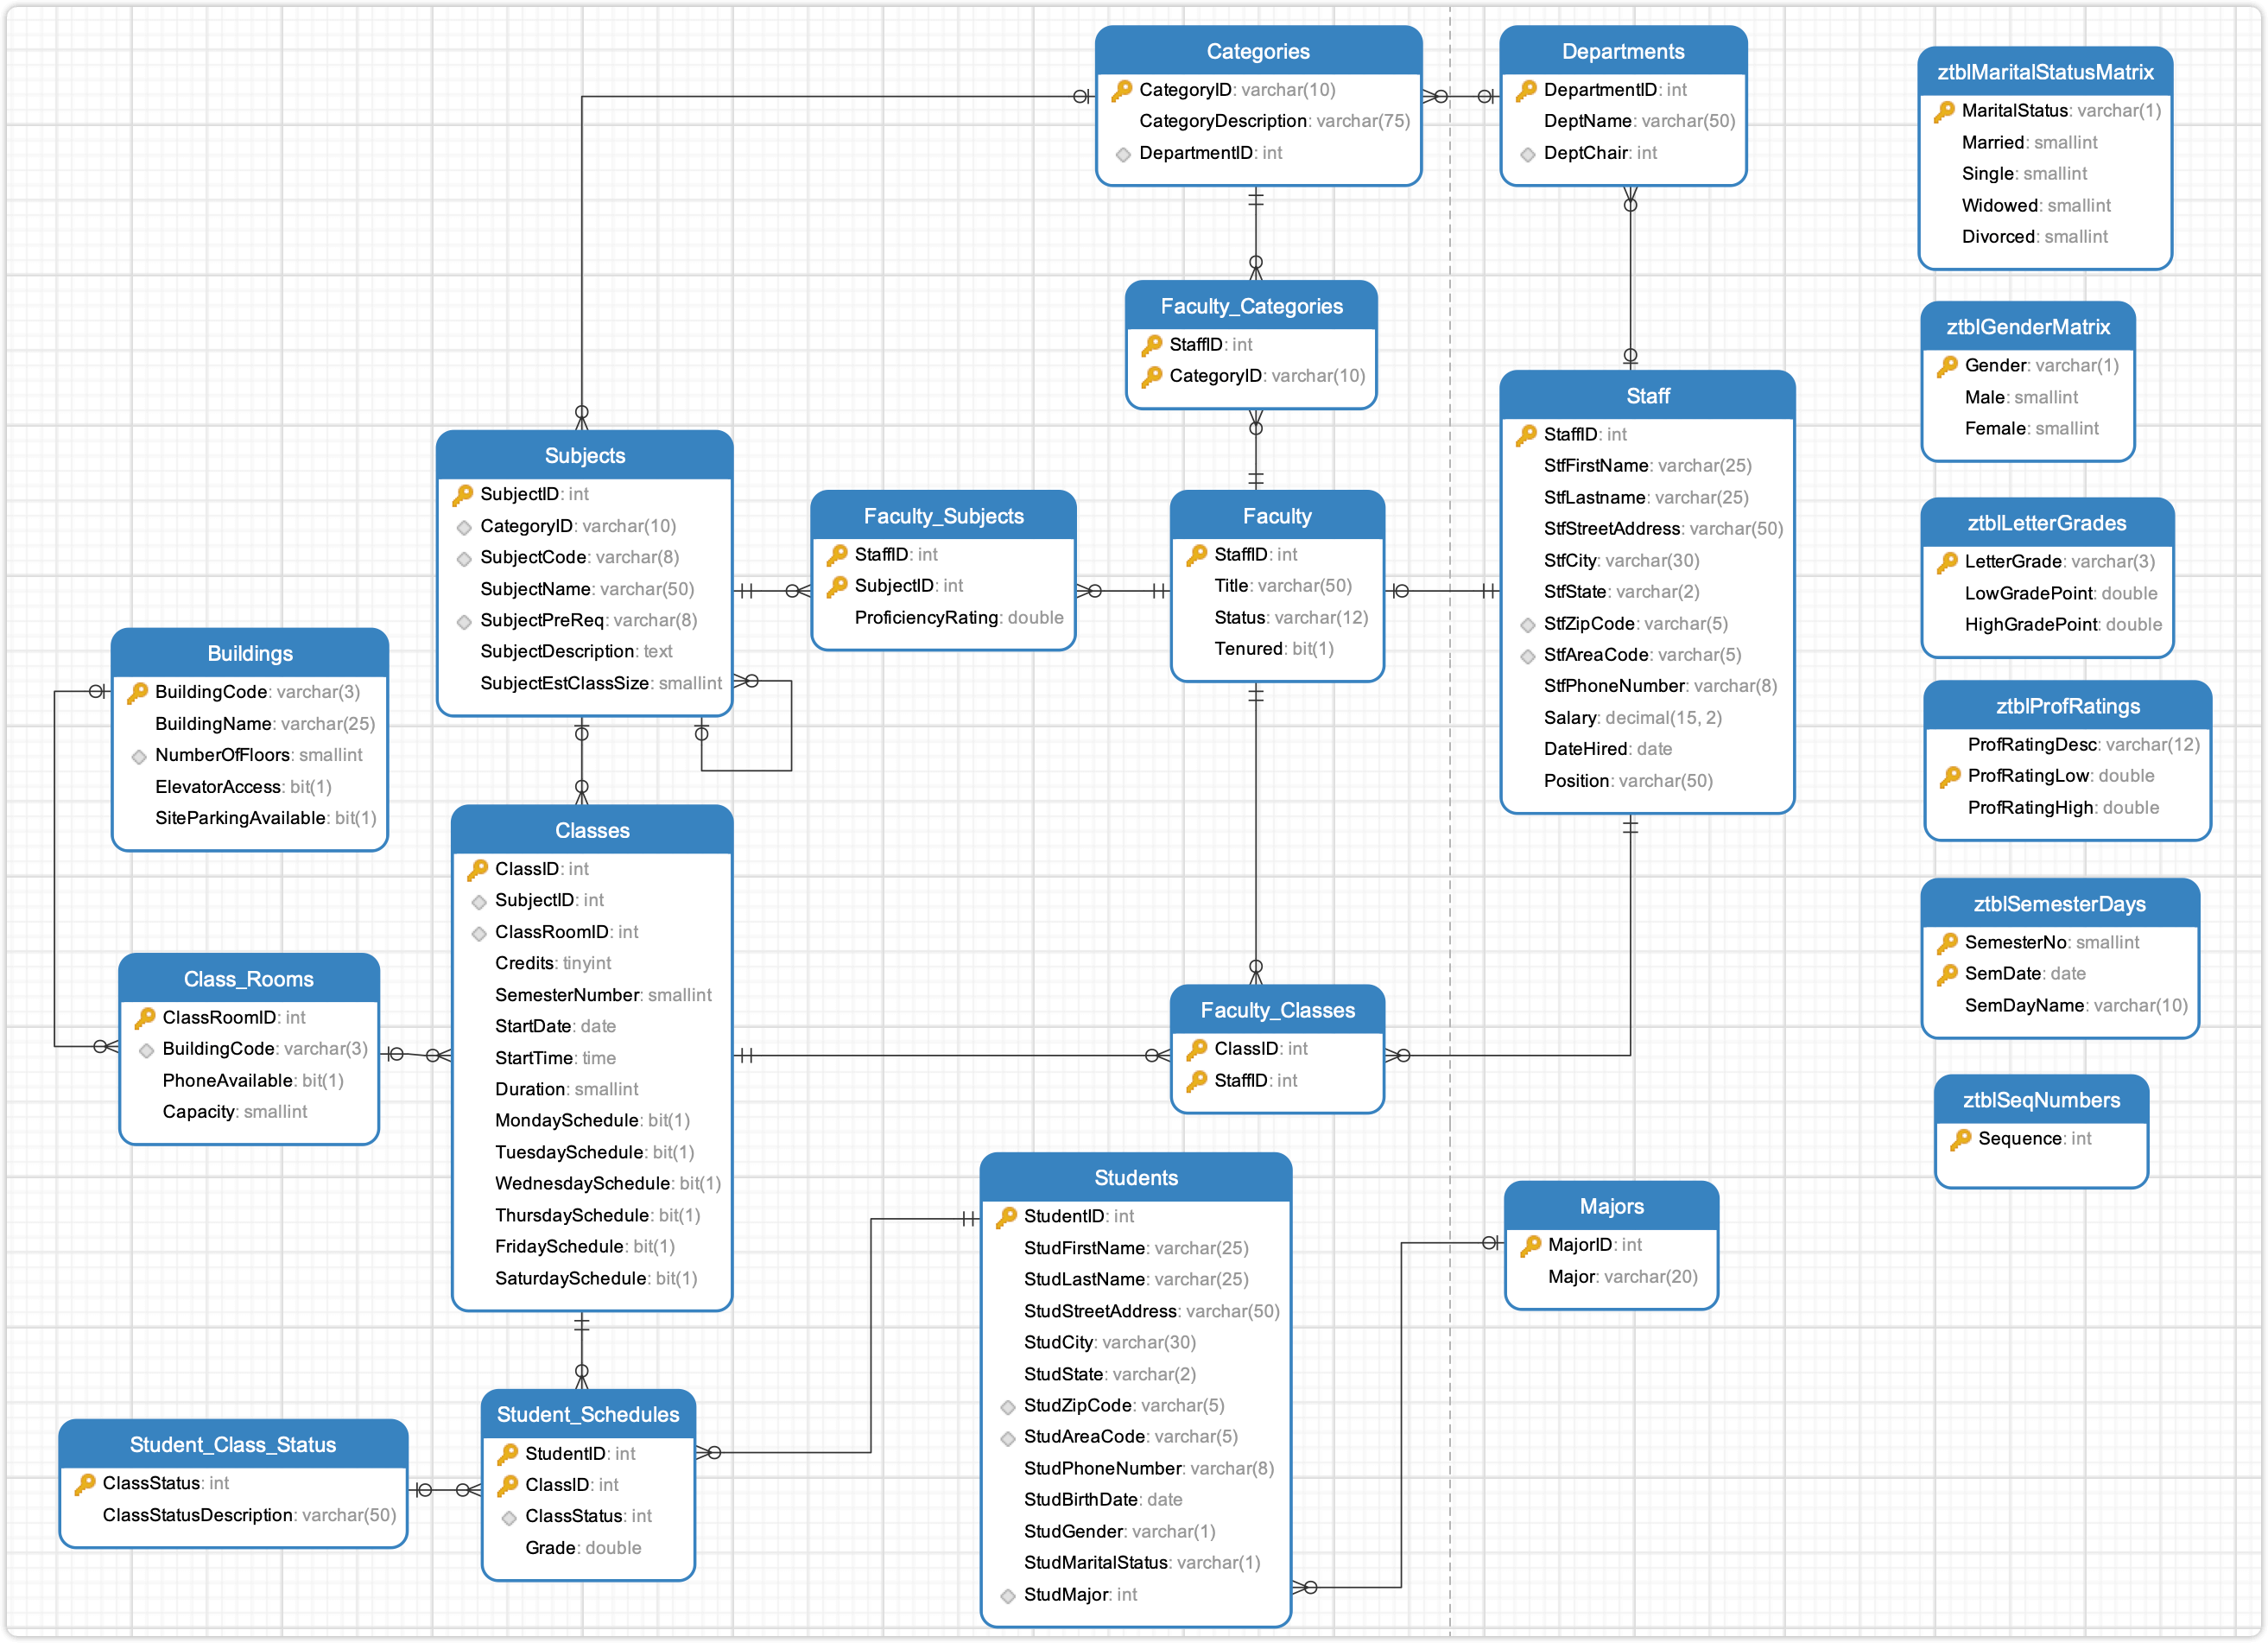 Categories
CategoryID: varchar(10)
CategoryDescription: varchar(75)
DepartmentID: int
Departments
DepartmentID: int
DeptName: varchar(50)
DeptChair: int
ztblMaritalStatusMatrix
MaritalStatus: varchar(1)
Married: smallint
Single: smallint
Widowed: smallint
Divorced: smallint
Faculty_Categories
StaffID: int
CategoryID: varchar(10)
ztblGenderMatrix
Gender: varchar(1)
Male: smallint
Female: smallint
Staff
StaffID: int
StfFirstName: varchar(25)
StfLastname: varchar(25)
StfStreetAddress: varchar(50)
StfCity: varchar(30)
StfState: varchar(2)
StfZipCode: varchar(5)
StfAreaCode: varchar(5)
StfPhoneNumber: varchar(8)
Salary: decimal(15, 2)
DateHired: date
Position: varchar(50)
Subjects
SubjectID: int
CategoryID: varchar(10)
SubjectCode: varchar(8)
SubjectName: varchar(50)
SubjectPreReq: varchar(8)
SubjectDescription: text
SubjectEstClassSize: smallint
Faculty_Subjects
StaffID: int
SubjectID: int
ProficiencyRating: double
Faculty
StaffID: int
Title: varchar(50)
Status: varchar(12)
Tenured: bit(1)
ztblLetterGrades
LetterGrade: varchar(3)
LowGradePoint: double
HighGradePoint: double
Buildings
BuildingCode: varchar(3)
BuildingName: varchar(25)
NumberOfFloors: smallint
ElevatorAccess: bit(1)
SiteParkingAvailable: bit(1)
ztblProfRatings
ProfRatingDesc: varchar(12)
ProfRatingLow: double
ProfRatingHigh: double
Classes
ClassID: int
SubjectID: int
ClassRoomID: int
Credits: tinyint
SemesterNumber: smallint
StartDate: date
StartTime: time
Duration: smallint
MondaySchedule: bit(1)
TuesdaySchedule: bit(1)
WednesdaySchedule: bit(1)
ThursdaySchedule: bit(1)
FridaySchedule: bit(1)
SaturdaySchedule: bit(1)
ztblSemesterDays
SemesterNo: smallint
SemDate: date
SemDayName: varchar(10)
Class_Rooms
ClassRoomID: int
BuildingCode: varchar(3)
PhoneAvailable: bit(1)
Capacity: smallint
Faculty_Classes
ClassID: int
StaffID: int
ztblSeqNumbers
Sequence: int
Students
StudentID: int
StudFirstName: varchar(25)
StudLastName: varchar(25)
StudStreetAddress: varchar(50)
StudCity: varchar(30)
StudState: varchar(2)
StudZipCode: varchar(5)
StudAreaCode: varchar(5)
StudPhoneNumber: varchar(8)
StudBirthDate: date
StudGender: varchar(1)
StudMaritalStatus: varchar(1)
StudMajor: int
Majors
MajorID: int
Major: varchar(20)
Student_Schedules
StudentID: int
ClassID: int
ClassStatus: int
Grade: double
Student_Class_Status
ClassStatus: int
ClassStatusDescription: varchar(50)